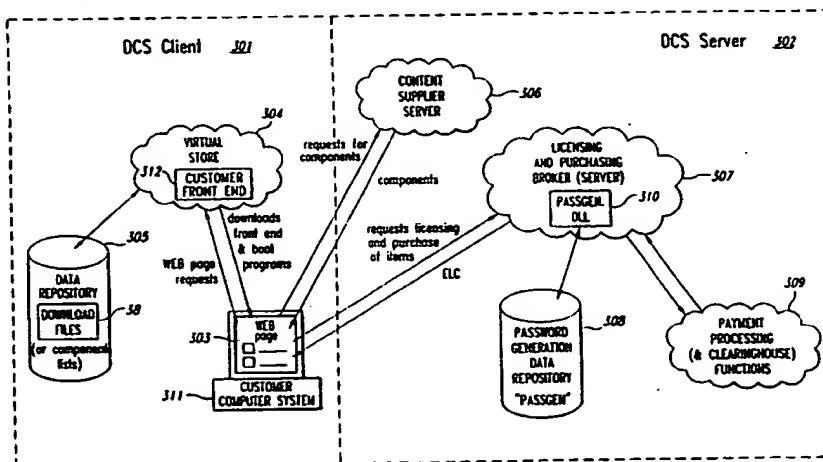 DCS Client 301
DCS Server 302
304
VIRTUAL
STORE
312
CUSTOMER
FRONT END
CONTENT
SUPPLIER
SERVER
306
requests for
components
components
LICENSING
AND PURCHASING
BROKER (SERVER)
PASSGEN.
DLL
310
307
305
DATA
REPOSITORY
DOWNLOAD
FILES
38
(or component
lists)
WEB page
requests
downloads
front end
& boot
programs
requests licensing
and purchase
of items
ELC
303
WEB
page
311
CUSTOMER
COMPUTER SYSTEM
PASSWORD
GENERATION
DATA
REPOSITORY
"PASSGEN"
308
309
PAYMENT
PROCESSING
(& CLEARINGHOUSE)
FUNCTIONS